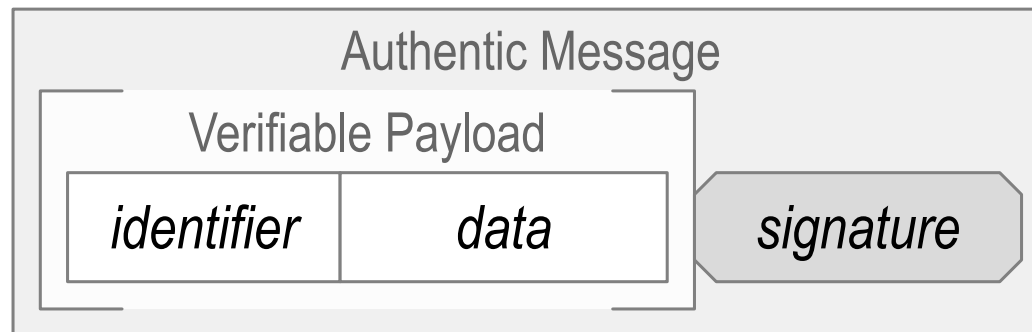 Authentic Message
Verifiable Payload
identifier data signature